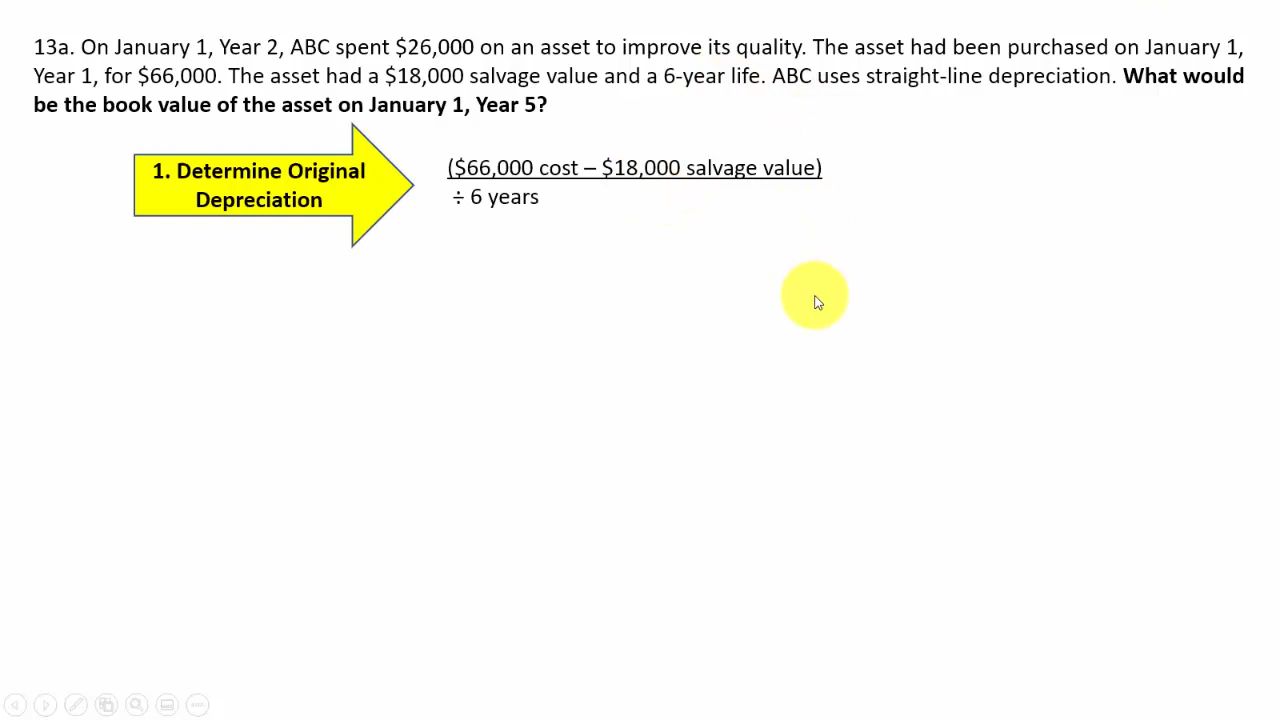 13a. On January 1, Year 2, ABC spent $26,000 on an asset to improve its quality. The asset had been purchased on January 1,
Year 1, for $66,000. The asset had a $18,000 salvage value and a 6-year life. ABC uses straight-line depreciation. What would
be the book value of the asset on January 1, Year 5?
1. Determine Original
Depreciation
($66,000 cost – $18,000 salvage value)
÷ 6 years